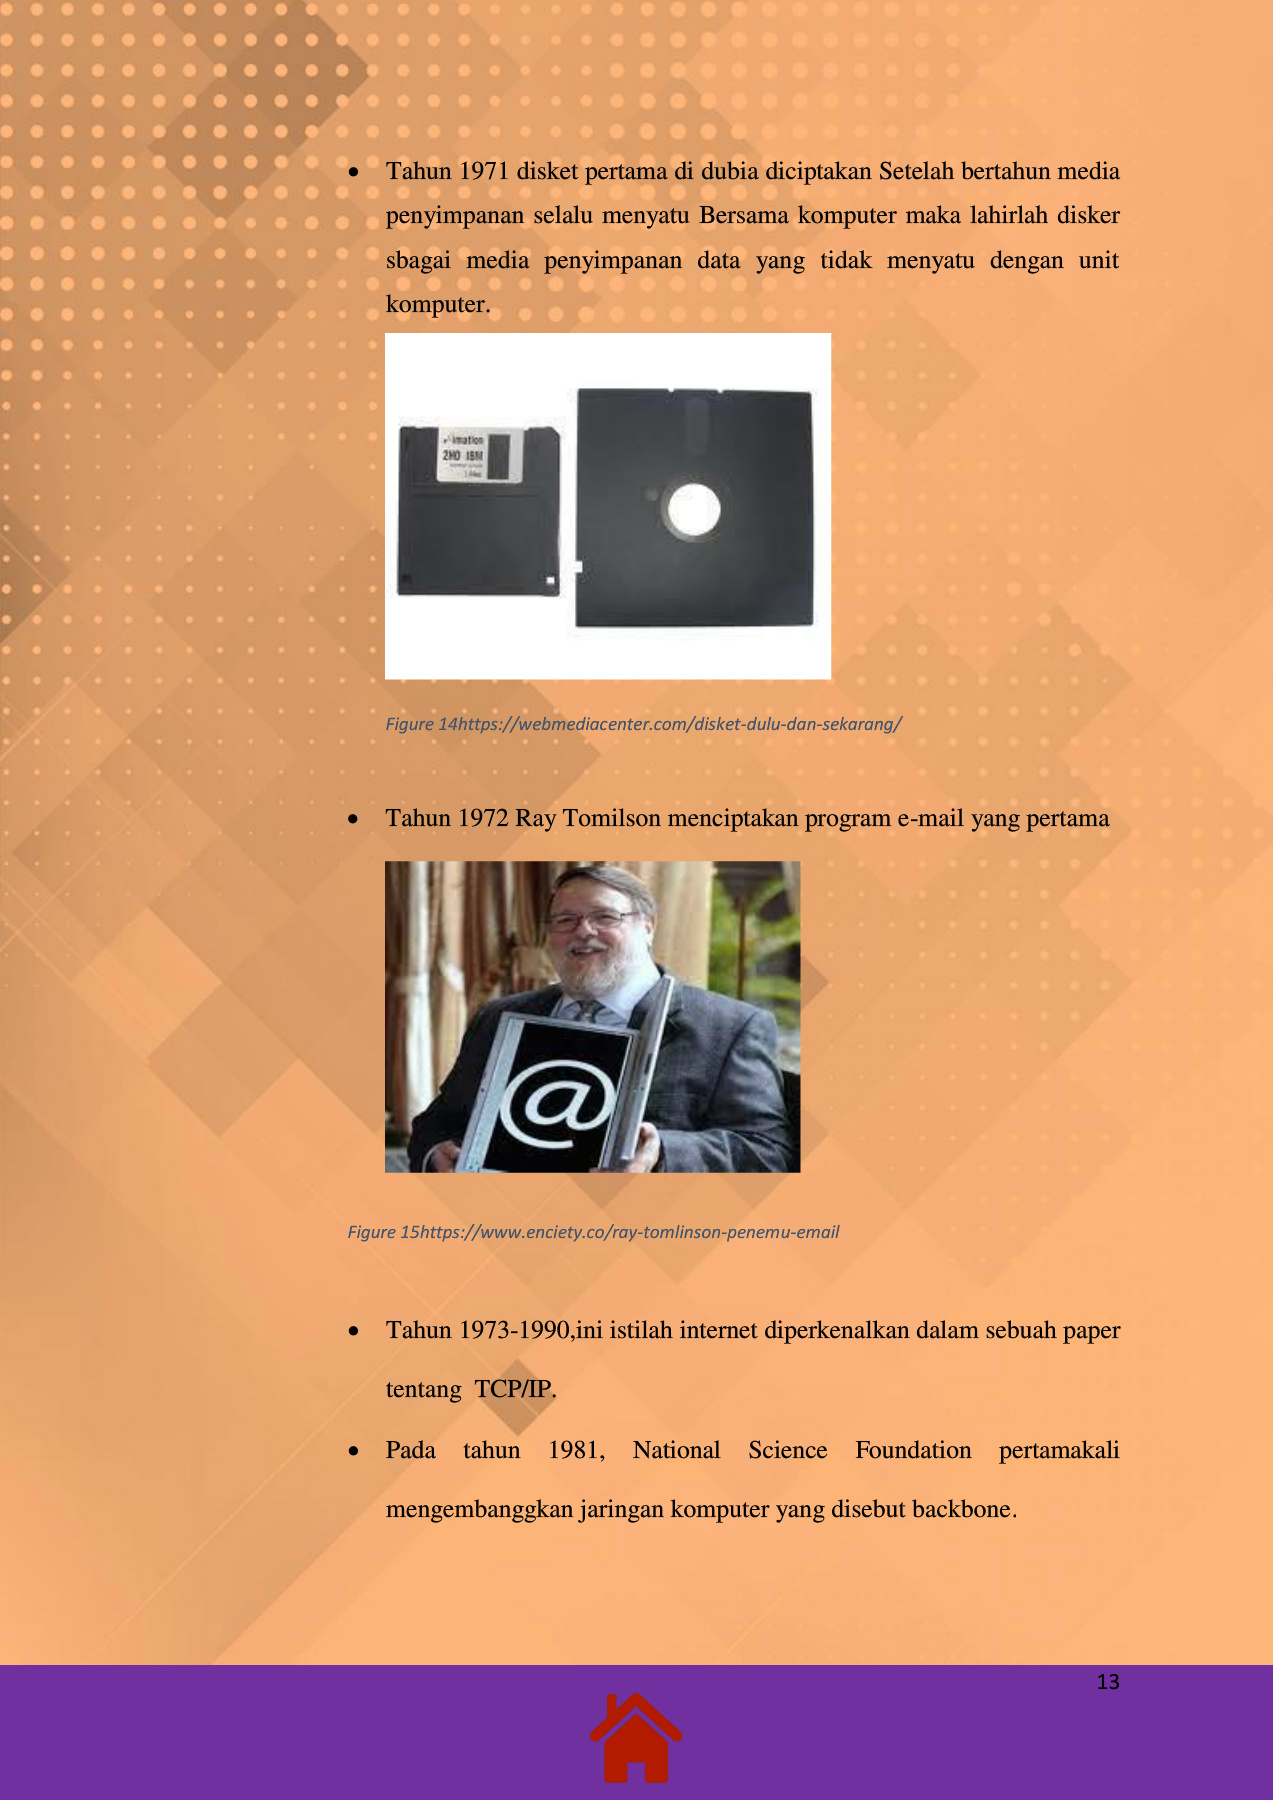 • Tahun 1971 disket pertama di dubia diciptakan Setelah bertahun media
penyimpanan selalu menyatu Bersama komputer maka lahirlah disker
sbagai media penyimpanan data yang tidak menyatu dengan unit
komputer.
imation
2HD IBM
Figure 14https://webmediacenter.com/disket-dulu-dan-sekarang/
• Tahun 1972 Ray Tomilson menciptakan program e-mail yang pertama
@
Figure 15https://www.enciety.co/ray-tomlinson-penemu-email
• Tahun 1973-1990,ini istilah internet diperkenalkan dalam sebuah paper
tentang TCP/IP.
• Pada tahun 1981, National Science Foundation pertamakali
mengembanggkan jaringan komputer yang disebut backbone.
13